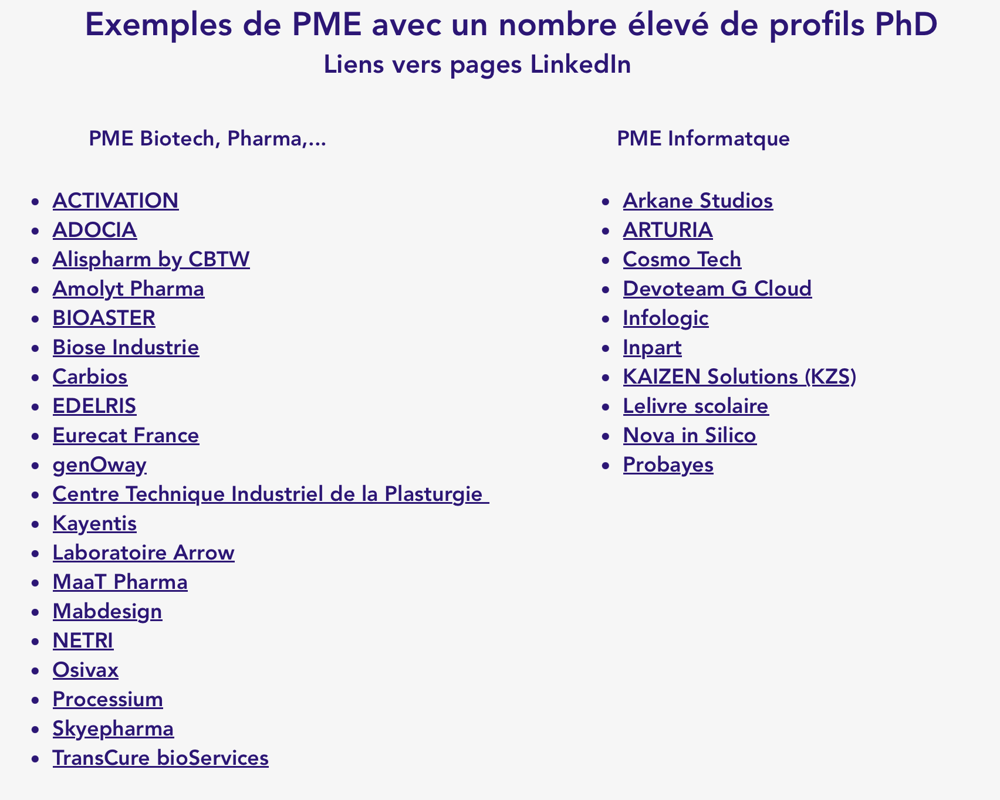 Exemples de PME avec un nombre élevé de profils PhD
Liens vers pages LinkedIn
PME Biotech, Pharma,...
• ACTIVATION
• ADOCIA
• Alispharm by CBTW
• Amolyt Pharma
• BIOASTER
• Biose Industrie
• Carbios
• EDELRIS
• Eurecat France
• genOway
• Centre Technique Industriel de la Plasturgie
• Kayentis
• Laboratoire Arrow
• MaaT Pharma
• Mabdesign
• NETRI
• Osivax
• Processium
• Skyepharma
• TransCure bioServices
PME Informatque
• Arkane Studios
• ARTURIA
• Cosmo Tech
• Devoteam G Cloud
• Infologic
• Inpart
• KAIZEN Solutions (KZS)
• Lelivre scolaire
• Nova in Silico
• Probayes